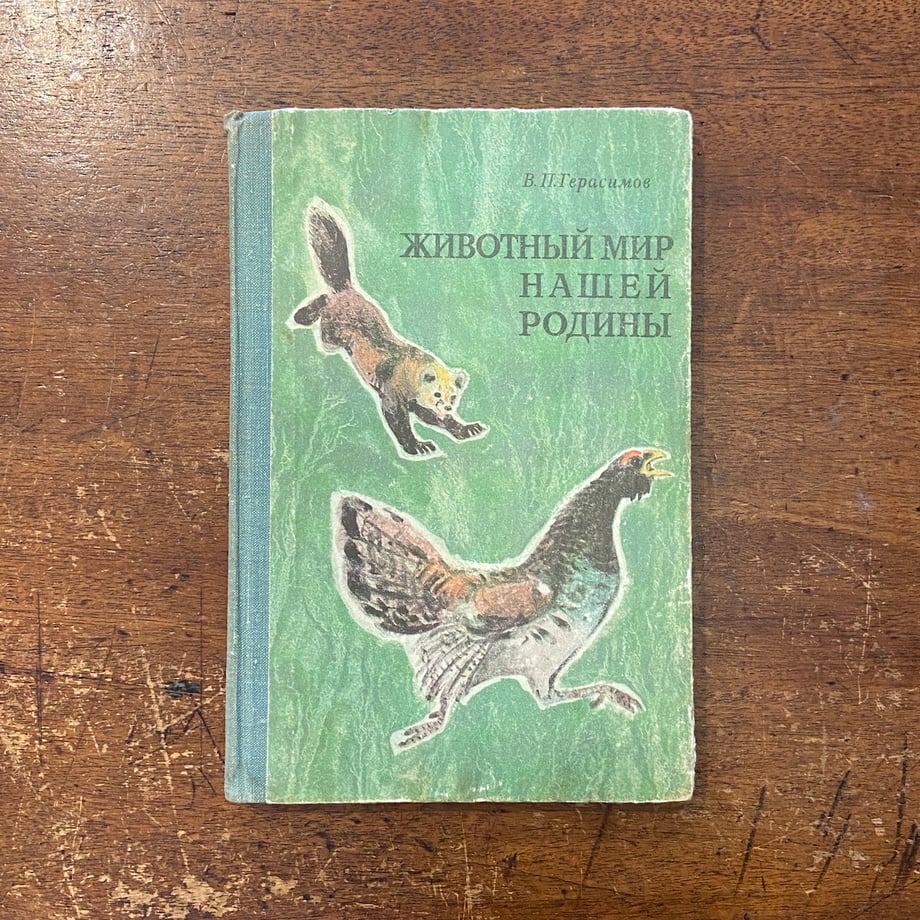 В. П. Герасимов
ЖИВОТНЫЙ МИР
НАШЕЙ
РОДИНЫ